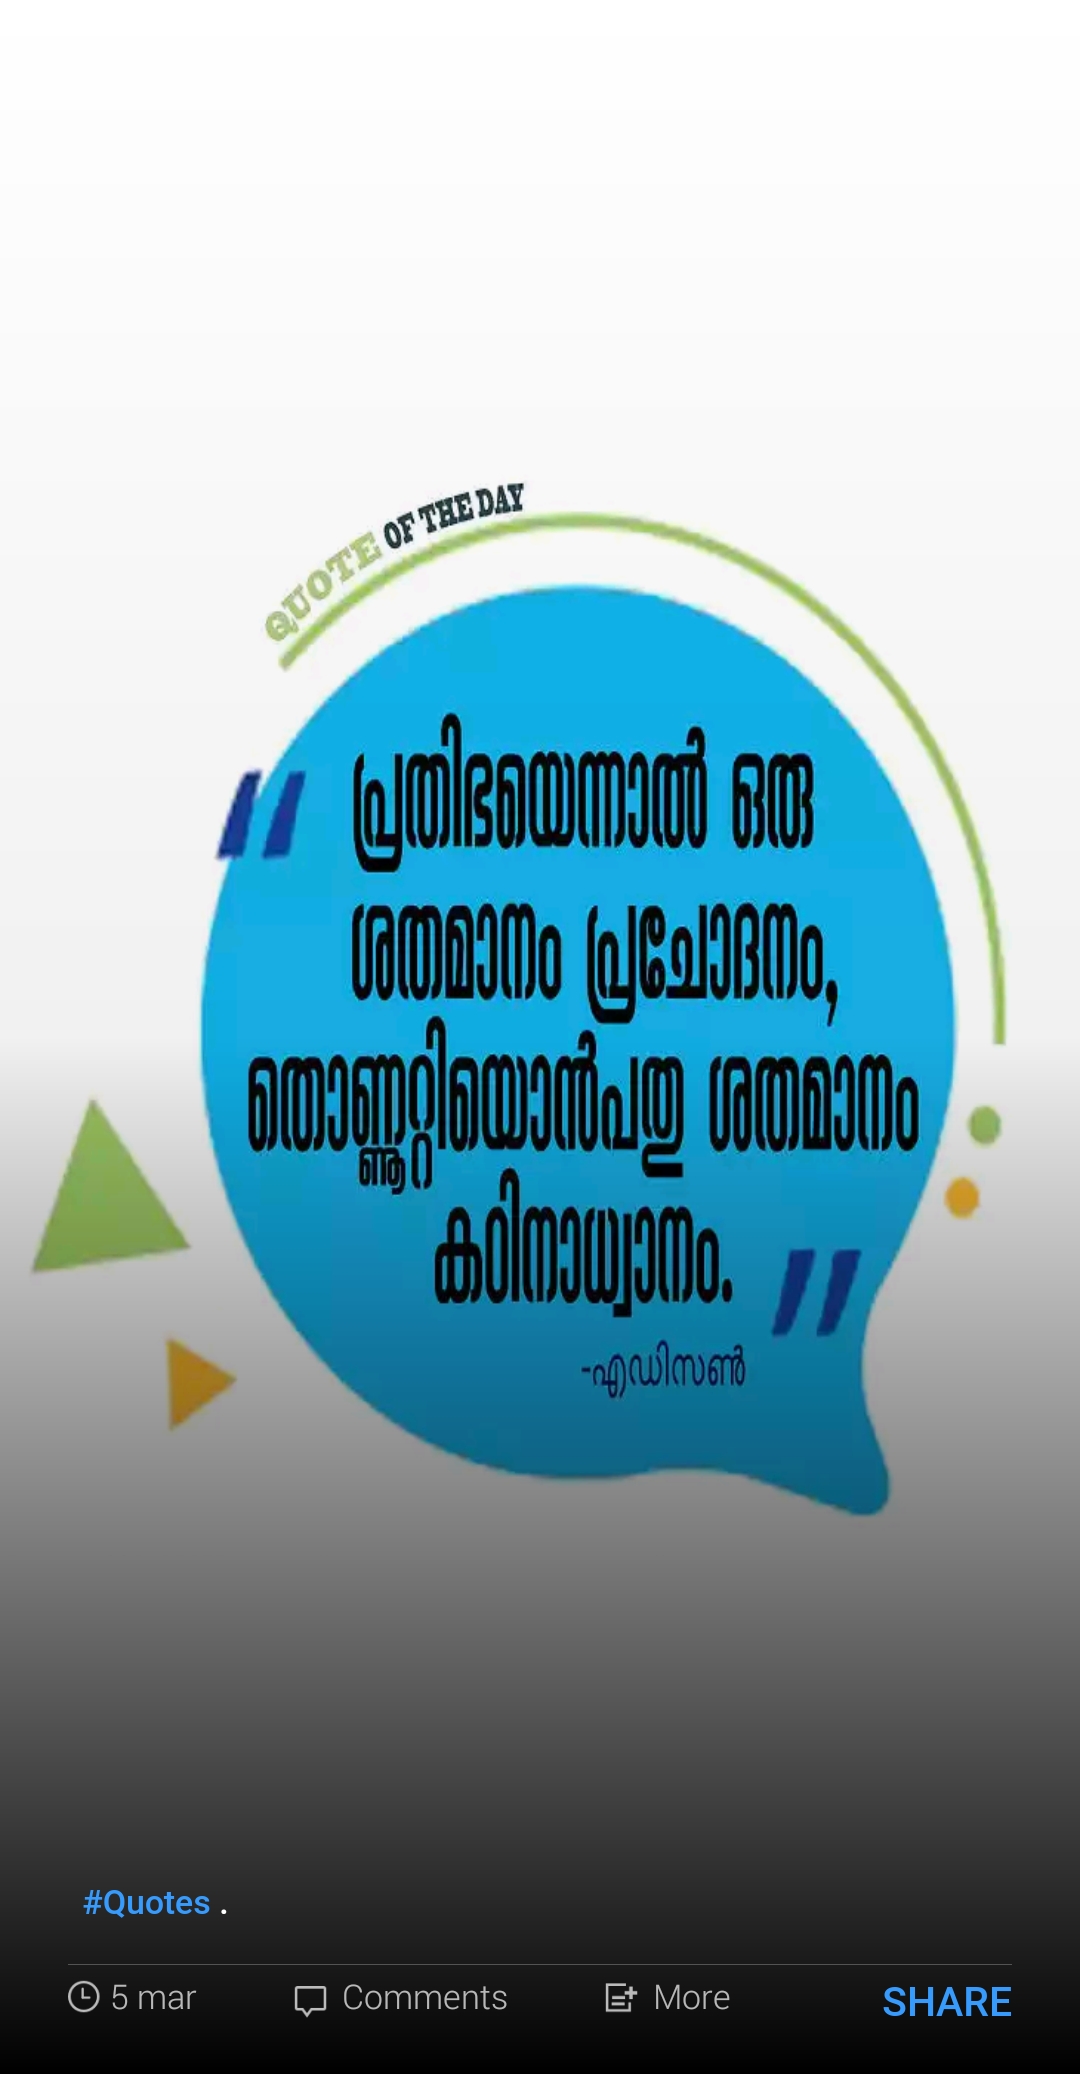 QUOTE OF THE DAY
“ പ്രതിഭയെന്നാൽ ഒരു
ശതമാനം പ്രചോദനം,
തൊണ്ണൂറ്റിയൊൻപതു ശതമാനം
കഠിനാധ്വാനം. ”
-എഡിസൺ
#Quotes .
5 mar Comments More SHARE